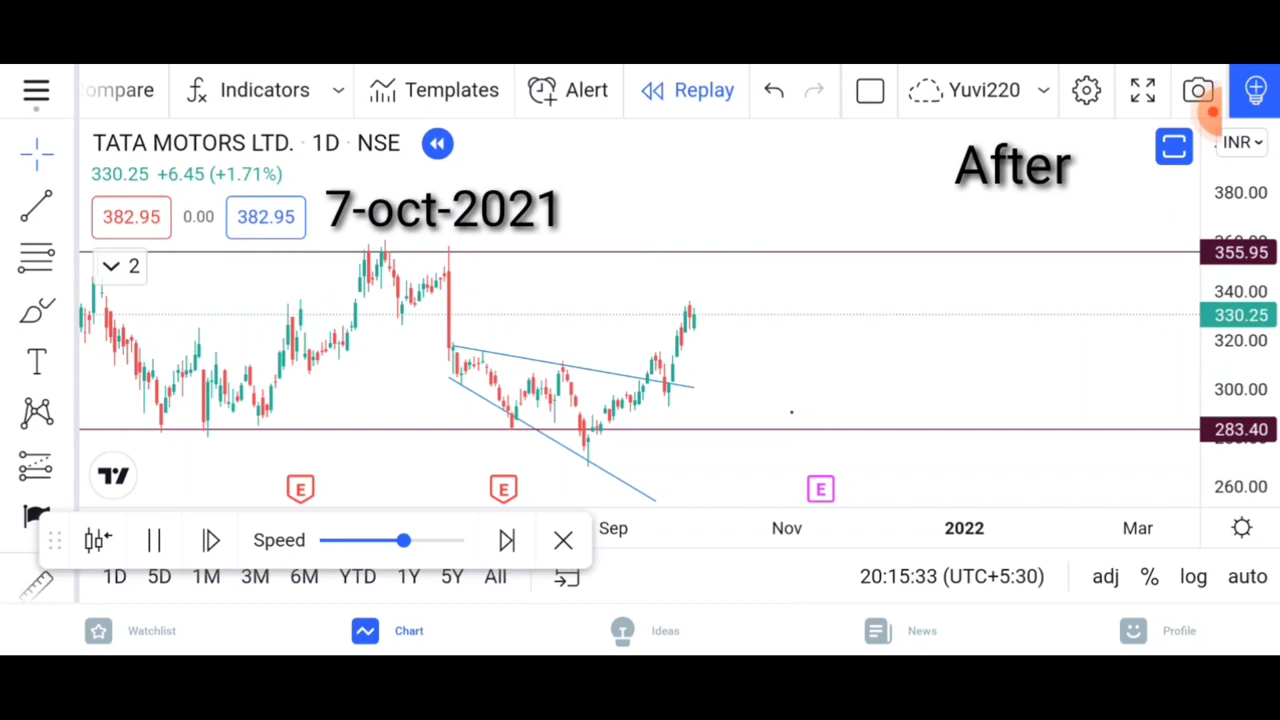 ompare Indicators Templates Alert Replay Yuvi220
TATA MOTORS LTD. · 1D · NSE
After
INR
330.25 +6.45 (+1.71%)
7-oct-2021
382.95 0.00 382.95
2
380.00
355.95
340.00
330.25
320.00
300.00
283.40
260.00
E E E
Sep Nov 2022 Mar
Speed
1D 5D 1M 3M 6M YTD 1Y 5Y All 20:15:33 (UTC+5:30) adj % log auto
Watchlist Chart Ideas News Profile